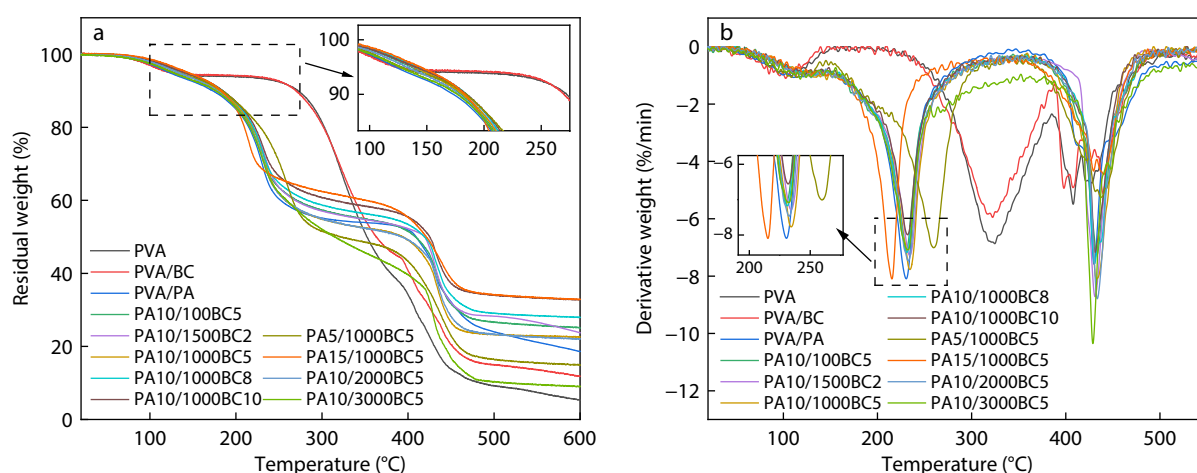 a
100
80
60
40
20
0
Residual weight (%)
100
200
300
400
500
600
Temperature (°C)
100
90
150
200
250
PVA
PVA/BC
PVA/PA
PA10/100BC5
PA10/1500BC2
PA10/1000BC5
PA10/1000BC8
PA10/1000BC10
PA5/1000BC5
PA15/1000BC5
PA10/2000BC5
PA10/3000BC5
b
0
−2
−4
−6
−8
−10
−12
Derivative weight (%/min)
100
200
300
400
500
Temperature (°C)
−6
−8
200
250
PVA
PVA/BC
PVA/PA
PA10/100BC5
PA10/1500BC2
PA10/1000BC5
PA10/1000BC8
PA10/1000BC10
PA5/1000BC5
PA15/1000BC5
PA10/2000BC5
PA10/3000BC5